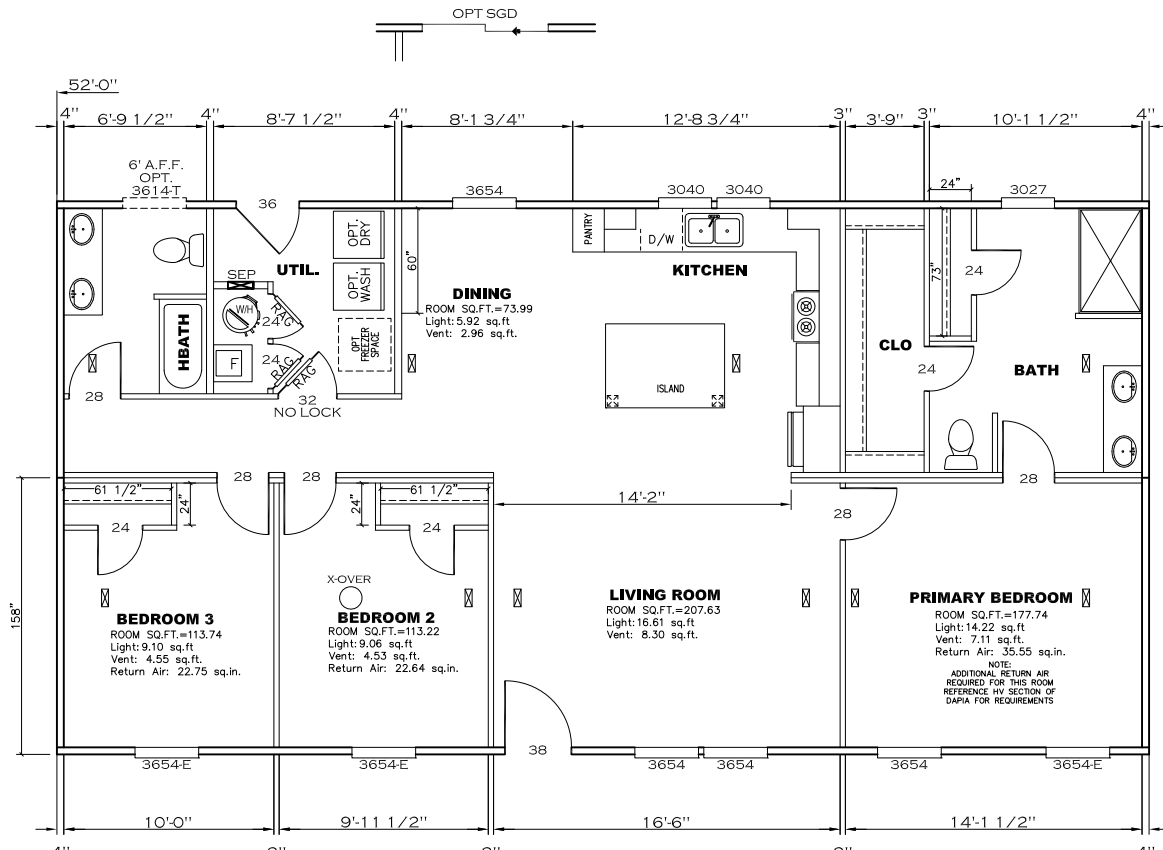 OPT SGD
52'-0"
4" 6'-9 1/2" 4" 8'-7 1/2" 4" 8'-1 3/4" 12'-8 3/4" 3" 3'-9" 3" 10'-1 1/2" 4"
6' A.F.F.
OPT.
3614-T
36
3654
3040 3040
24"
3027
OPT.
DRY
PANTRY
D/W
UTIL.
SEP
OPT.
WASH
60"
KITCHEN
73"
24
DINING
ROOM SQ.FT.=73.99
Light: 5.92 sq.ft
Vent: 2.96 sq.ft.
W/H
RAG
24
OPT
FREEZER
SPACE
HBATH
F
24
RAG
RAG
CLO
24
BATH
ISLAND
28
32
NO LOCK
28
28
28
61 1/2"
24"
24
24"
61 1/2"
24
14'-2"
28
158"
X-OVER
BEDROOM 3
ROOM SQ.FT.=113.74
Light: 9.10 sq.ft
Vent: 4.55 sq.ft.
Return Air: 22.75 sq.in.
BEDROOM 2
ROOM SQ.FT.=113.22
Light: 9.06 sq.ft
Vent: 4.53 sq.ft.
Return Air: 22.64 sq.in.
LIVING ROOM
ROOM SQ.FT.=207.63
Light: 16.61 sq.ft
Vent: 8.30 sq.ft.
PRIMARY BEDROOM
ROOM SQ.FT.=177.74
Light: 14.22 sq.ft
Vent: 7.11 sq.ft.
Return Air: 35.55 sq.in.
NOTE:
ADDITIONAL RETURN AIR
REQUIRED FOR THIS ROOM
REFERENCE HV SECTION OF
DAPIA FOR REQUIREMENTS
38
3654-E
3654-E
3654 3654
3654
3654-E
10'-0" 9'-11 1/2" 16'-6" 14'-1 1/2"